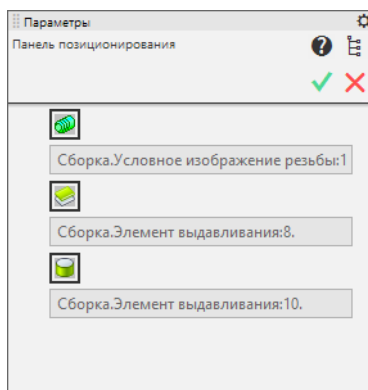 Параметры
Панель позиционирования
Сборка.Условное изображение резьбы:1
Сборка.Элемент выдавливания:8.
Сборка.Элемент выдавливания:10.